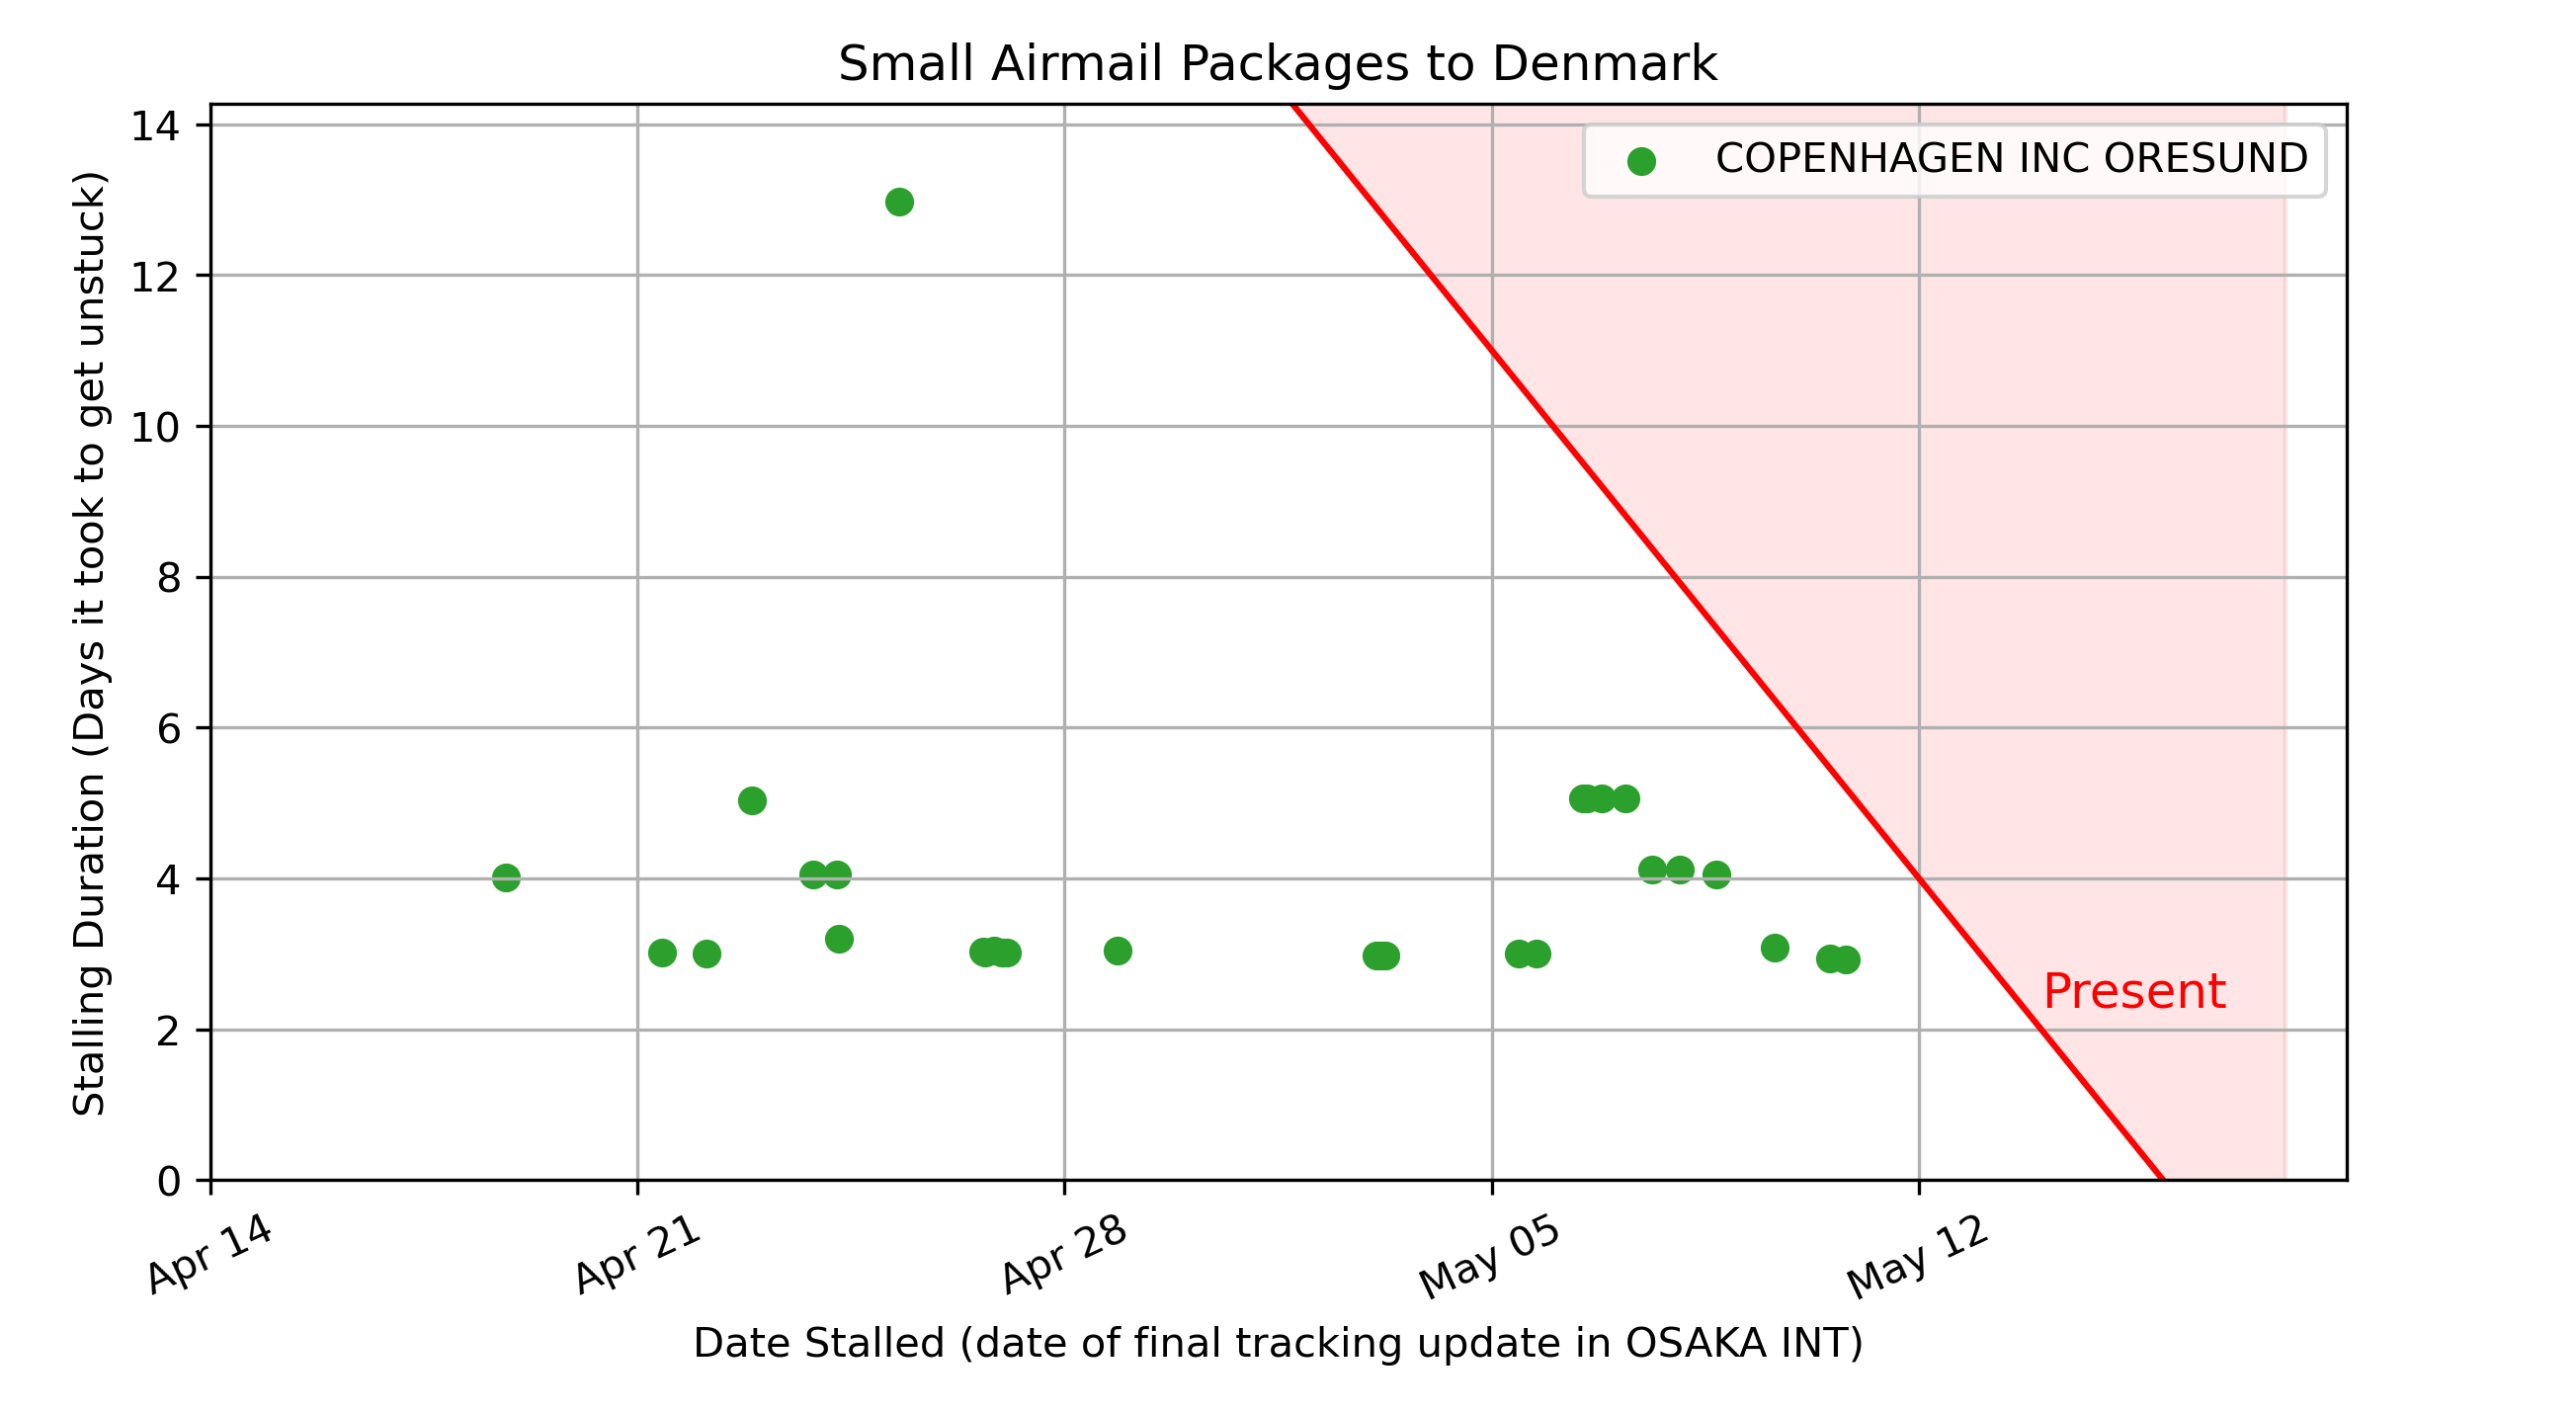 Small Airmail Packages to Denmark
COPENHAGEN INC ORESUND
Stalling Duration (Days it took to get unstuck)
14
12
10
8
6
4
2
0
Present
Apr 14
Apr 21
Apr 28
May 05
May 12
Date Stalled (date of final tracking update in OSAKA INT)